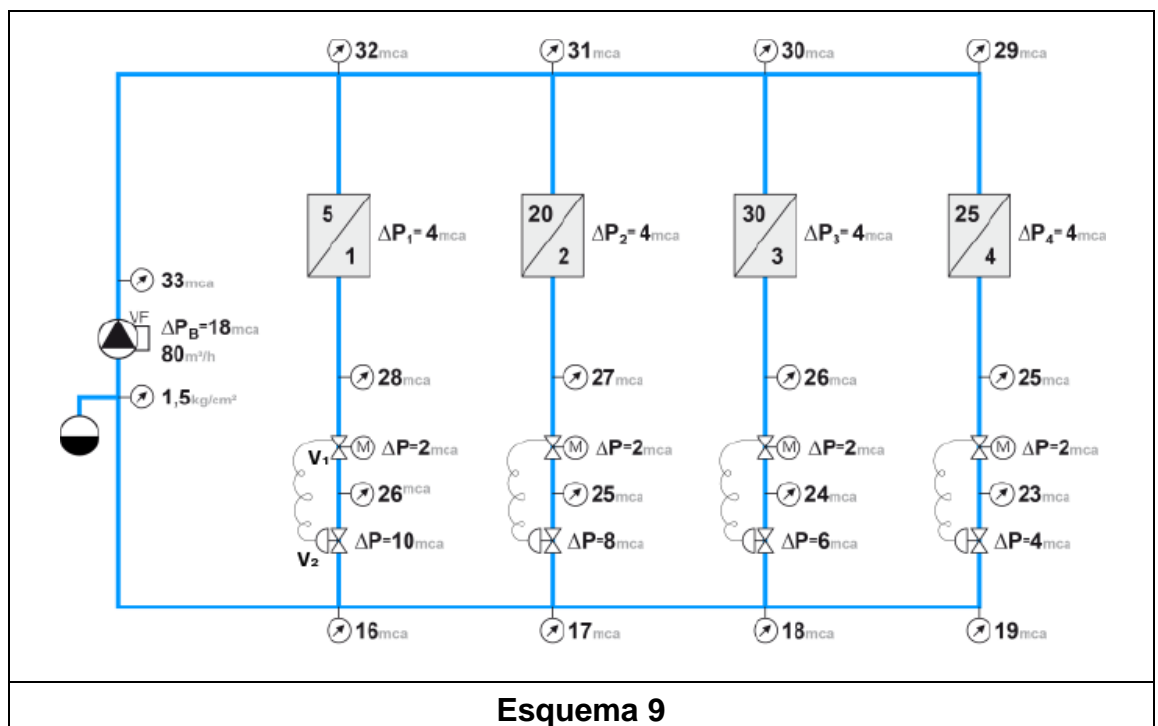 32mca 31mca 30mca 29mca
5 20 30 25
ΔP₁= 4mca ΔP₂= 4mca ΔP₃= 4mca ΔP₄= 4mca
1 2 3 4
33mca
VF
ΔP_B=18mca
80m³/h
28mca 27mca 26mca 25mca
1,5kg/cm²
V₁ M ΔP=2mca M ΔP=2mca M ΔP=2mca M ΔP=2mca
26mca 25mca 24mca 23mca
V₂ ΔP=10mca ΔP=8mca ΔP=6mca ΔP=4mca
16mca 17mca 18mca 19mca
Esquema 9